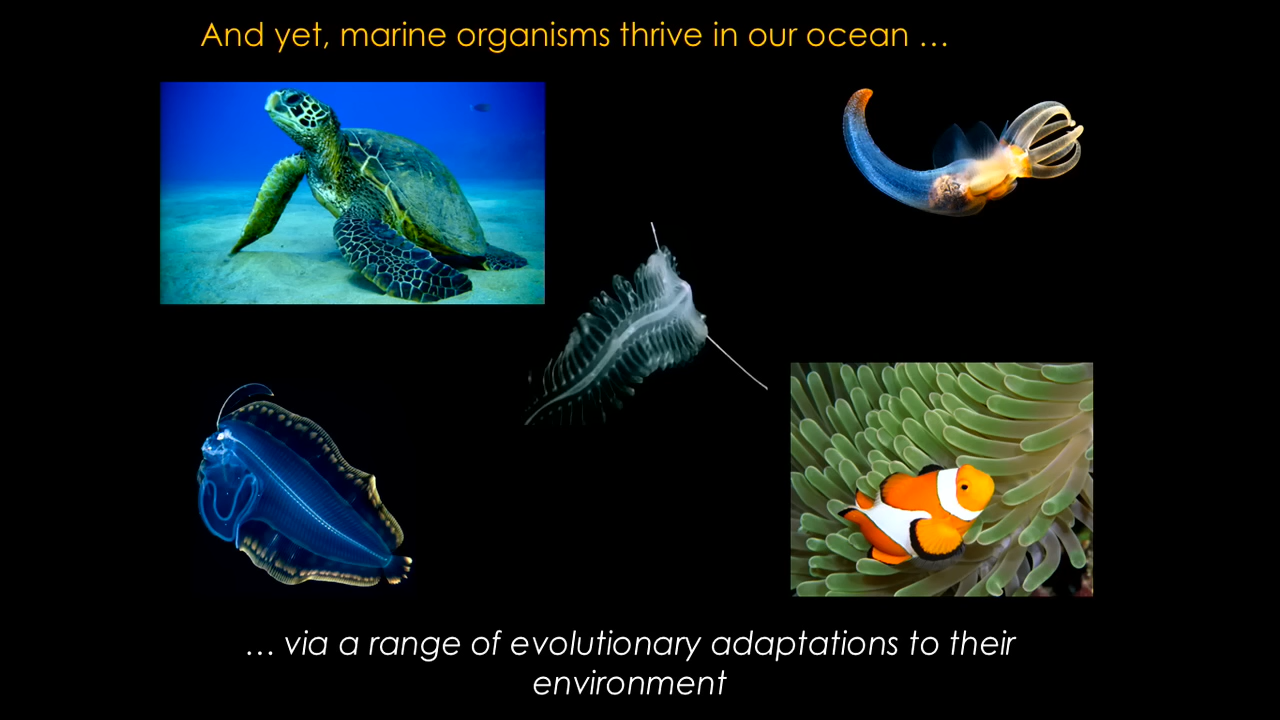 And yet, marine organisms thrive in our ocean …
… via a range of evolutionary adaptations to their
environment